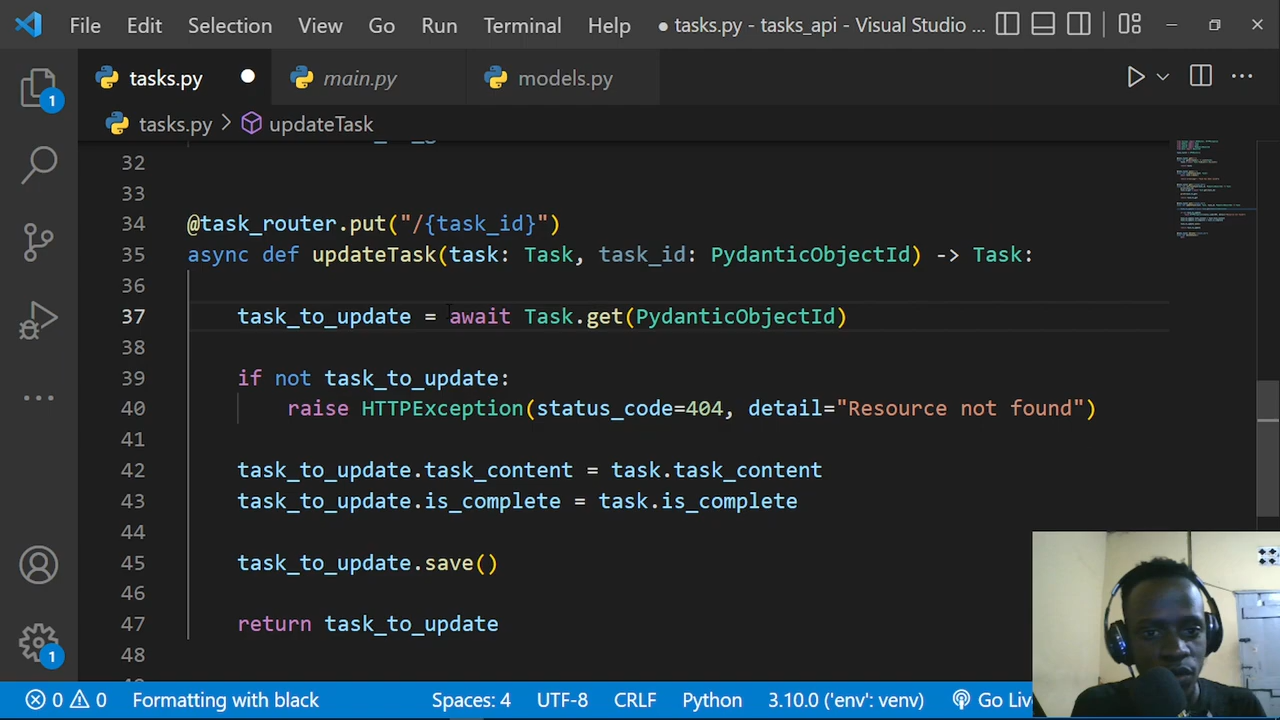 File Edit Selection View Go Run Terminal Help ● tasks.py - tasks_api - Visual Studio ...
tasks.py ● main.py models.py
tasks.py > updateTask
32
33
34 @task_router.put("/{task_id}")
35 async def updateTask(task: Task, task_id: PydanticObjectId) -> Task:
36
37 task_to_update = await Task.get(PydanticObjectId)
38
39 if not task_to_update:
40 raise HTTPException(status_code=404, detail="Resource not found")
41
42 task_to_update.task_content = task.task_content
43 task_to_update.is_complete = task.is_complete
44
45 task_to_update.save()
46
47 return task_to_update
48
1
1
0 0 Formatting with black Spaces: 4 UTF-8 CRLF Python 3.10.0 ('env': venv) Go Live